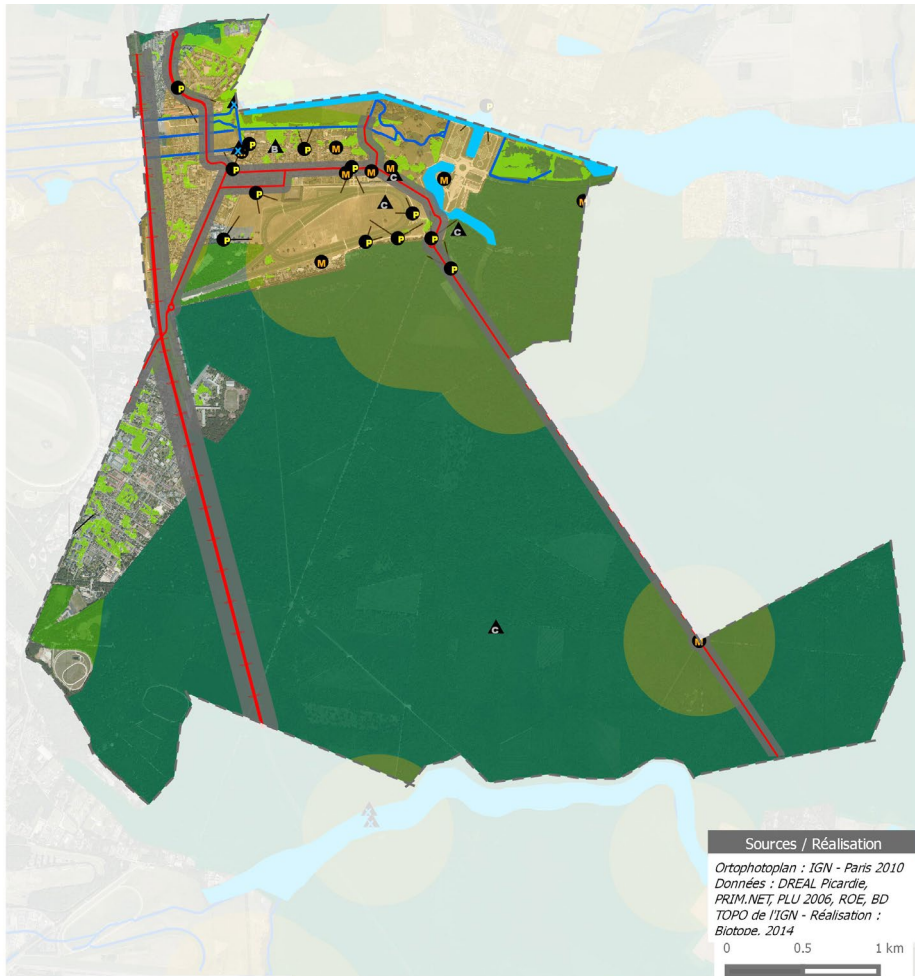 P
P
B
P
M
P
P
M
M
M
C
M
P
M
C
P
C
P
P
P
P
M
P
C
M
Sources / Réalisation
Ortophotoplan : IGN - Paris 2010
Données : DREAL Picardie,
PRIM.NET, PLU 2006, ROE, BD
TOPO de l'IGN - Réalisation :
Biotope, 2014
0 0.5 1 km